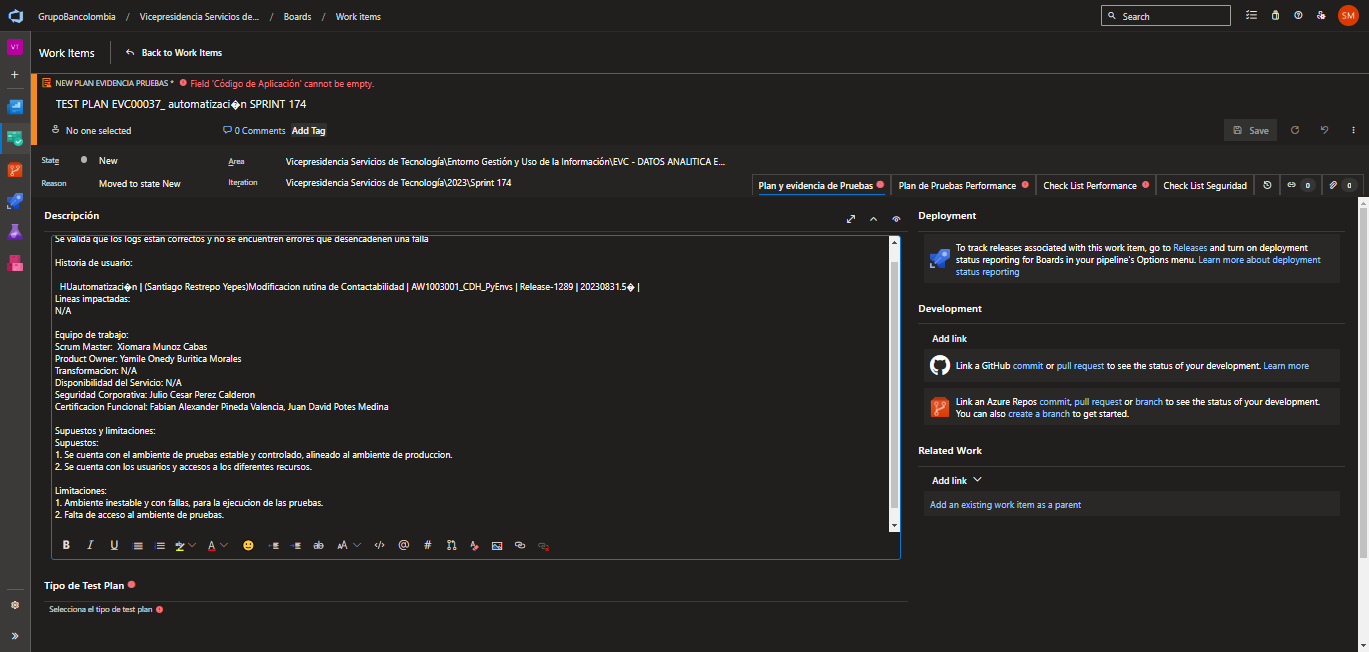 GrupoBancolombia / Vicepresidencia Servicios de... / Boards / Work items
Search
SM
VT
Work Items
Back to Work Items
NEW PLAN EVIDENCIA PRUEBAS * Field 'Código de Aplicación' cannot be empty.
TEST PLAN EVC00037_ automatizaci�n SPRINT 174
No one selected
0 Comments
Add Tag
Save
State
New
Area
Vicepresidencia Servicios de Tecnología\Entorno Gestión y Uso de la Información\EVC - DATOS ANALITICA E...
Reason
Moved to state New
Iteration
Vicepresidencia Servicios de Tecnología\2023\Sprint 174
Plan y evidencia de Pruebas
Plan de Pruebas Performance
Check List Performance
Check List Seguridad
0
0
Descripción
Se valida que los logs estan correctos y no se encuentren errores que desencadenen una falla
Historia de usuario:
HUautomatizaci�n | (Santiago Restrepo Yepes)Modificacion rutina de Contactabilidad | AW1003001_CDH_PyEnvs | Release-1289 | 20230831.5� |
Lineas impactadas:
N/A
Equipo de trabajo:
Scrum Master: Xiomara Munoz Cabas
Product Owner: Yamile Onedy Buritica Morales
Transformacion: N/A
Disponibilidad del Servicio: N/A
Seguridad Corporativa: Julio Cesar Perez Calderon
Certificacion Funcional: Fabian Alexander Pineda Valencia, Juan David Potes Medina
Supuestos y limitaciones:
Supuestos:
1. Se cuenta con el ambiente de pruebas estable y controlado, alineado al ambiente de produccion.
2. Se cuenta con los usuarios y accesos a los diferentes recursos.
Limitaciones:
1. Ambiente inestable y con fallas, para la ejecucion de las pruebas.
2. Falta de acceso al ambiente de pruebas.
Tipo de Test Plan
Selecciona el tipo de test plan
Deployment
To track releases associated with this work item, go to Releases and turn on deployment
status reporting for Boards in your pipeline's Options menu. Learn more about deployment
status reporting
Development
Add link
Link a GitHub commit or pull request to see the status of your development. Learn more
Link an Azure Repos commit, pull request or branch to see the status of your development.
You can also create a branch to get started.
Related Work
Add link
Add an existing work item as a parent